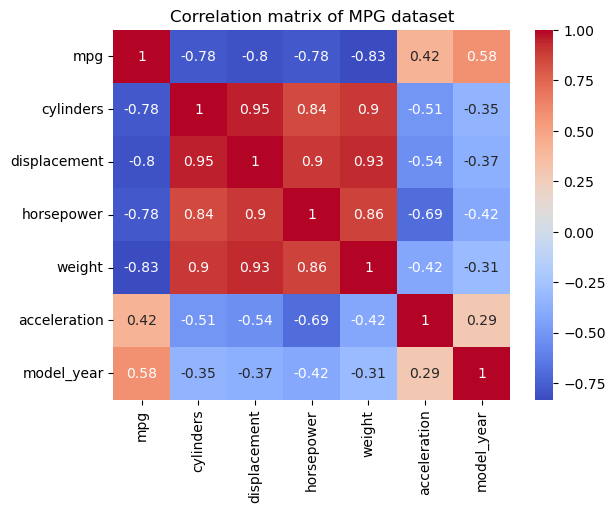 Correlation matrix of MPG dataset
mpg 1 -0.78 -0.8 -0.78 -0.83 0.42 0.58
cylinders -0.78 1 0.95 0.84 0.9 -0.51 -0.35
displacement -0.8 0.95 1 0.9 0.93 -0.54 -0.37
horsepower -0.78 0.84 0.9 1 0.86 -0.69 -0.42
weight -0.83 0.9 0.93 0.86 1 -0.42 -0.31
acceleration 0.42 -0.51 -0.54 -0.69 -0.42 1 0.29
model_year 0.58 -0.35 -0.37 -0.42 -0.31 0.29 1
mpg
cylinders
displacement
horsepower
weight
acceleration
model_year
1.00
0.75
0.50
0.25
0.00
−0.25
−0.50
−0.75